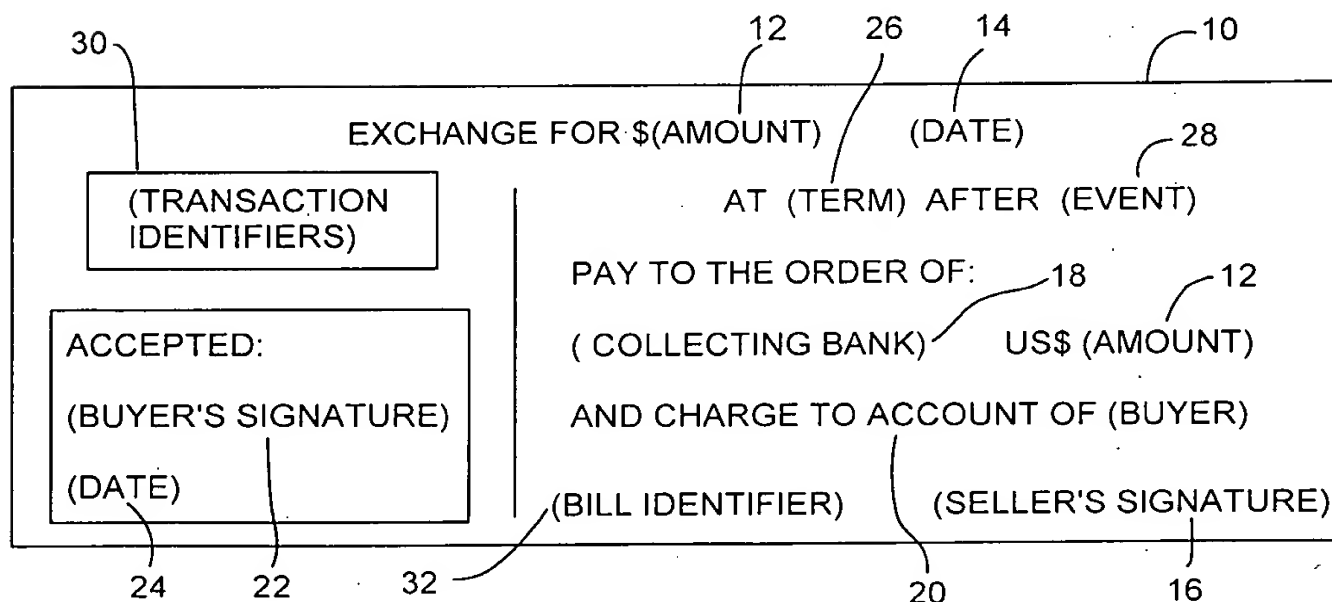 30 12 26 14 10
EXCHANGE FOR $(AMOUNT) (DATE)
28
(TRANSACTION
IDENTIFIERS)
AT (TERM) AFTER (EVENT)
PAY TO THE ORDER OF:
18 12
ACCEPTED:
( COLLECTING BANK) US$ (AMOUNT)
(BUYER'S SIGNATURE)
AND CHARGE TO ACCOUNT OF (BUYER)
(DATE)
(BILL IDENTIFIER) (SELLER'S SIGNATURE)
24 22 32 20 16